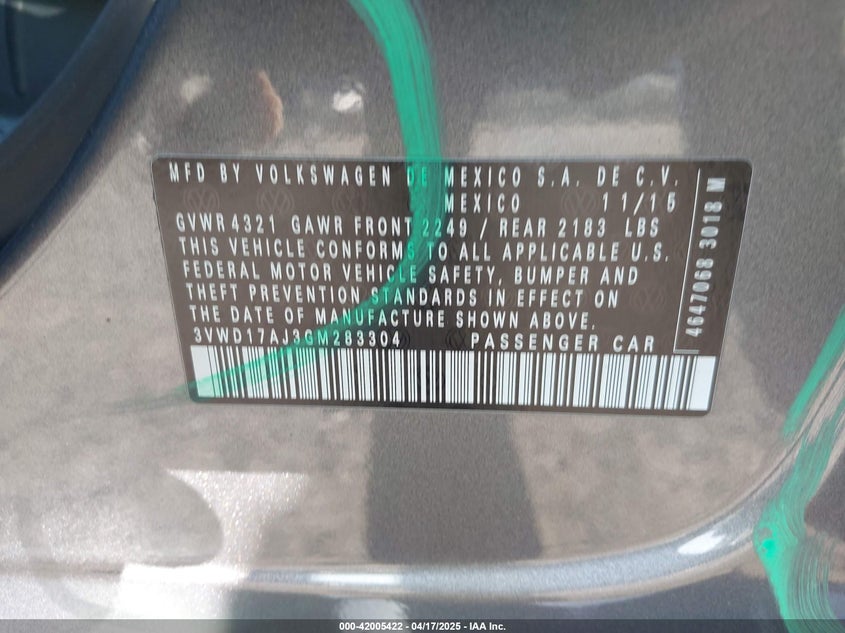 MFD BY VOLKSWAGEN DE MEXICO S.A. DE C.V.
MEXICO 11/15
GVWR 4321 GAWR FRONT 2249 / REAR 2183 LBS
THIS VEHICLE CONFORMS TO ALL APPLICABLE U.S.
FEDERAL MOTOR VEHICLE SAFETY, BUMPER AND
THEFT PREVENTION STANDARDS IN EFFECT ON
THE DATE OF MANUFACTURE SHOWN ABOVE.
3VWD17AJ3GM283304 PASSENGER CAR
4647068 3018 M
000-42005422 - 04/17/2025 - IAA Inc.